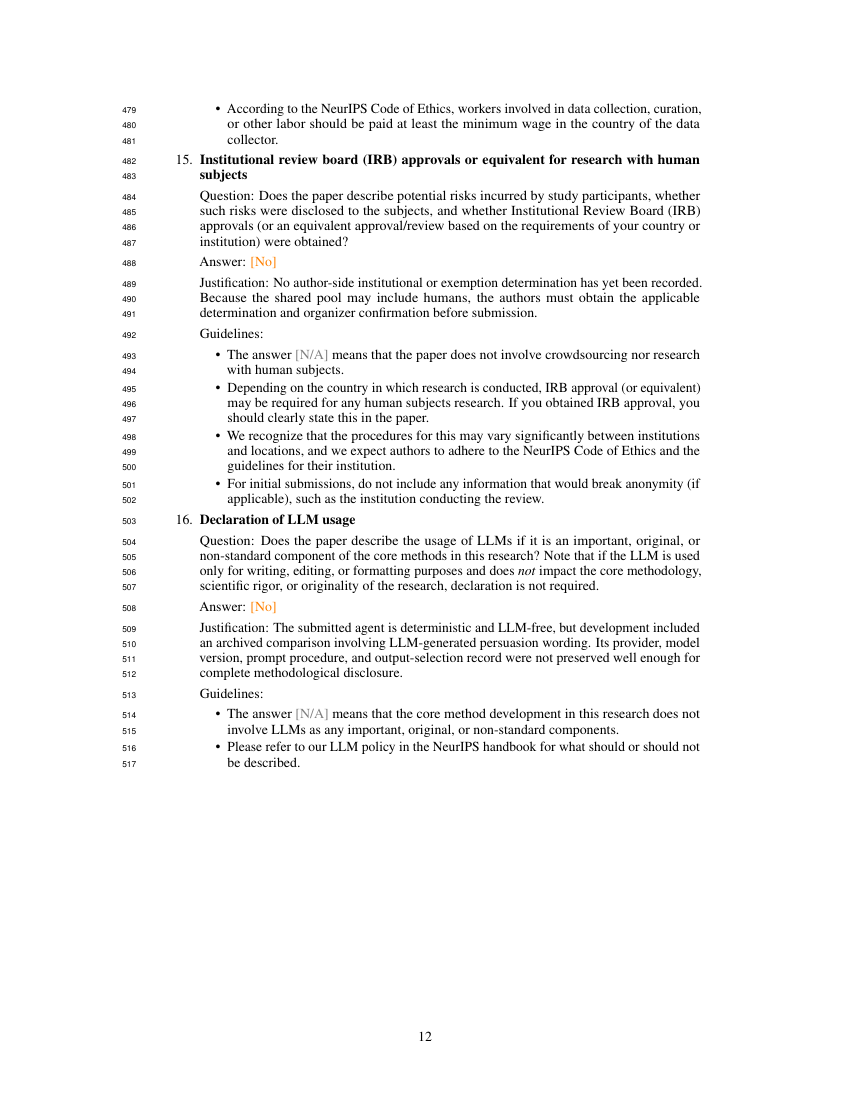 479 • According to the NeurIPS Code of Ethics, workers involved in data collection, curation,
480 or other labor should be paid at least the minimum wage in the country of the data
481 collector.
482 15. Institutional review board (IRB) approvals or equivalent for research with human
483 subjects
484 Question: Does the paper describe potential risks incurred by study participants, whether
485 such risks were disclosed to the subjects, and whether Institutional Review Board (IRB)
486 approvals (or an equivalent approval/review based on the requirements of your country or
487 institution) were obtained?
488 Answer: [No]
489 Justification: No author-side institutional or exemption determination has yet been recorded.
490 Because the shared pool may include humans, the authors must obtain the applicable
491 determination and organizer confirmation before submission.
492 Guidelines:
493 • The answer [N/A] means that the paper does not involve crowdsourcing nor research
494 with human subjects.
495 • Depending on the country in which research is conducted, IRB approval (or equivalent)
496 may be required for any human subjects research. If you obtained IRB approval, you
497 should clearly state this in the paper.
498 • We recognize that the procedures for this may vary significantly between institutions
499 and locations, and we expect authors to adhere to the NeurIPS Code of Ethics and the
500 guidelines for their institution.
501 • For initial submissions, do not include any information that would break anonymity (if
502 applicable), such as the institution conducting the review.
503 16. Declaration of LLM usage
504 Question: Does the paper describe the usage of LLMs if it is an important, original, or
505 non-standard component of the core methods in this research? Note that if the LLM is used
506 only for writing, editing, or formatting purposes and does not impact the core methodology,
507 scientific rigor, or originality of the research, declaration is not required.
508 Answer: [No]
509 Justification: The submitted agent is deterministic and LLM-free, but development included
510 an archived comparison involving LLM-generated persuasion wording. Its provider, model
511 version, prompt procedure, and output-selection record were not preserved well enough for
512 complete methodological disclosure.
513 Guidelines:
514 • The answer [N/A] means that the core method development in this research does not
515 involve LLMs as any important, original, or non-standard components.
516 • Please refer to our LLM policy in the NeurIPS handbook for what should or should not
517 be described.
12